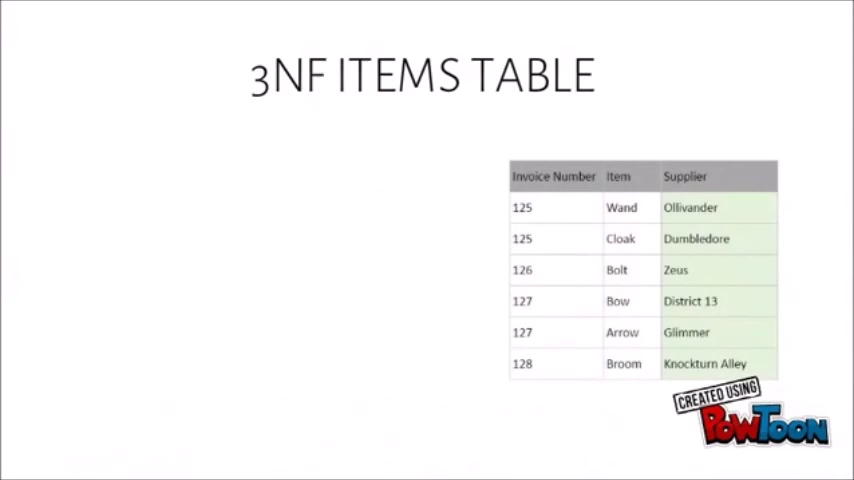 3NF ITEMS TABLE
Invoice Number Item Supplier
125 Wand Ollivander
125 Cloak Dumbledore
126 Bolt Zeus
127 Bow District 13
127 Arrow Glimmer
128 Broom Knockturn Alley
CREATED USING
POWTOON